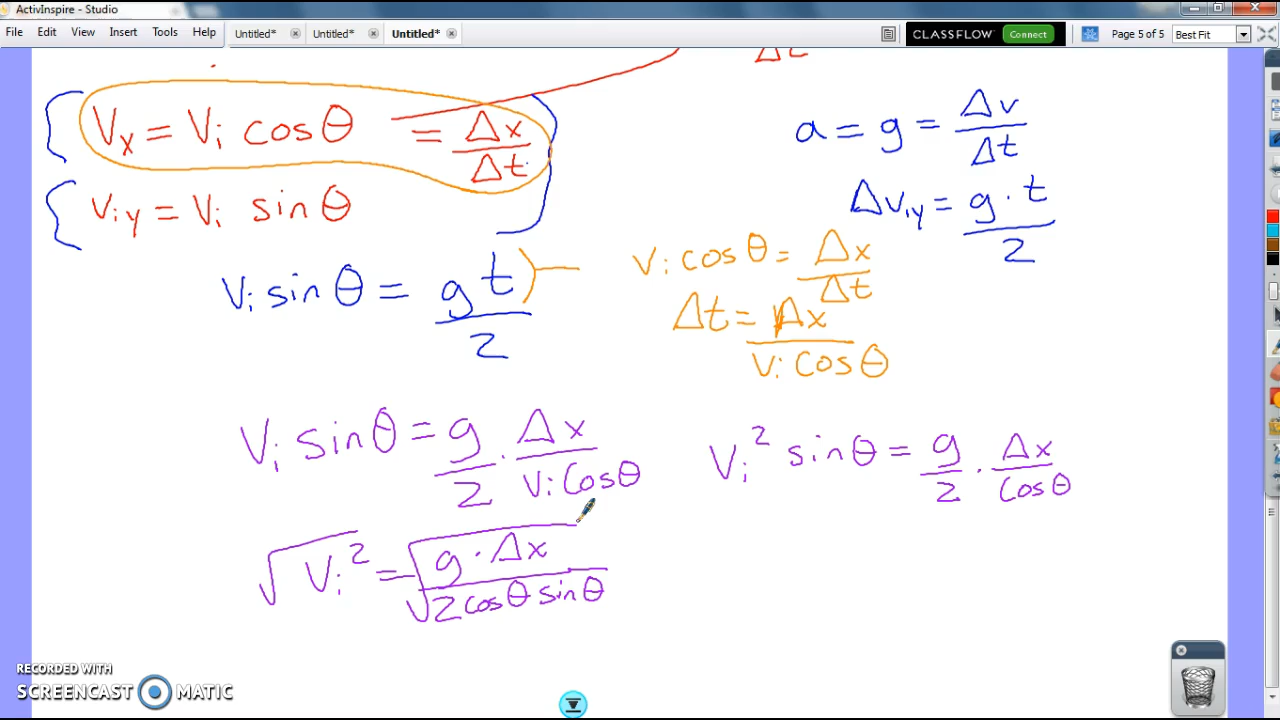 ActivInspire - Studio
File Edit View Insert Tools Help Untitled* Untitled* Untitled* CLASSFLOW Connect Page 5 of 5 Best Fit
Δt
Vx = Vi cosθ = Δx/Δt
viy = Vi sinθ
a = g = Δv/Δt
Δviy = g·t/2
Vi sinθ = gt/2
Vi cosθ = Δx/Δt
Δt = Δx/Vi cosθ
Vi sinθ = g/2 · Δx/Vi cosθ
Vi² sinθ = g/2 · Δx/cosθ
√Vi² = √g·Δx/√2cosθ sinθ
RECORDED WITH
SCREENCAST MATIC